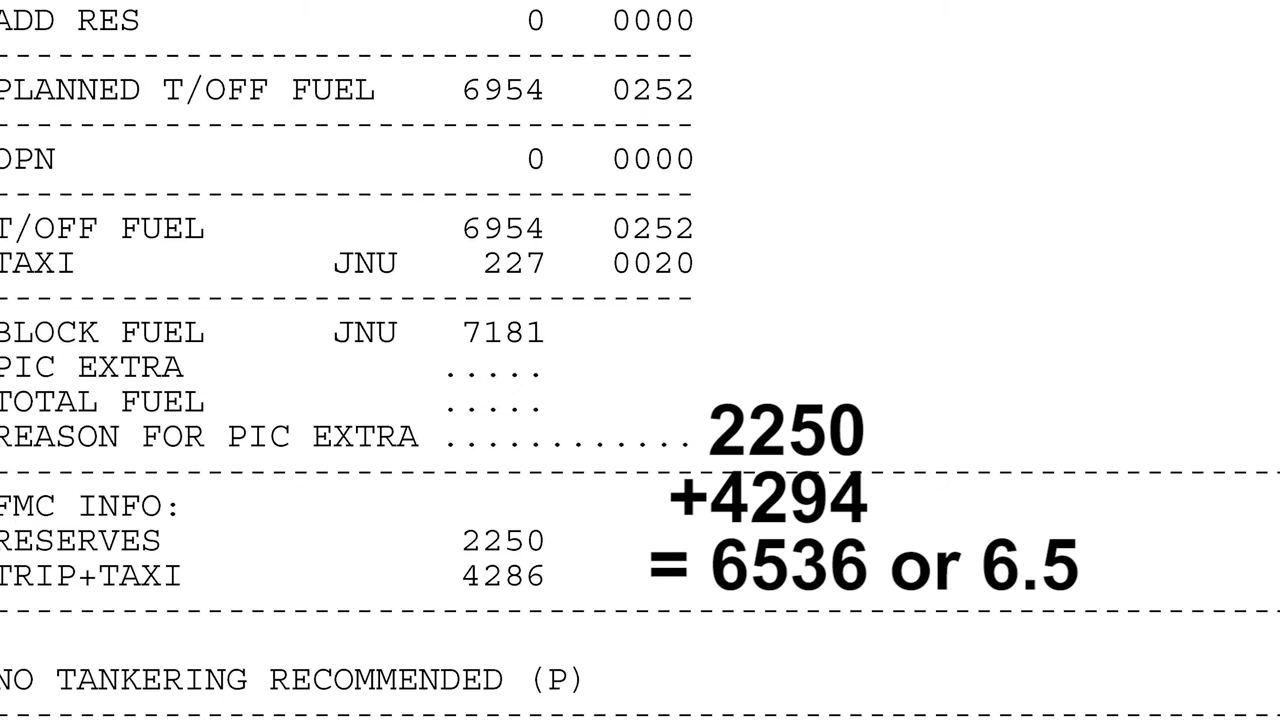 ADD RES 0 0000
PLANNED T/OFF FUEL 6954 0252
OPN 0 0000
T/OFF FUEL 6954 0252
TAXI JNU 227 0020
BLOCK FUEL JNU 7181
PIC EXTRA .....
TOTAL FUEL .....
REASON FOR PIC EXTRA ............
2250
+4294
FMC INFO:
RESERVES 2250
= 6536 or 6.5
TRIP+TAXI 4286
NO TANKERING RECOMMENDED (P)